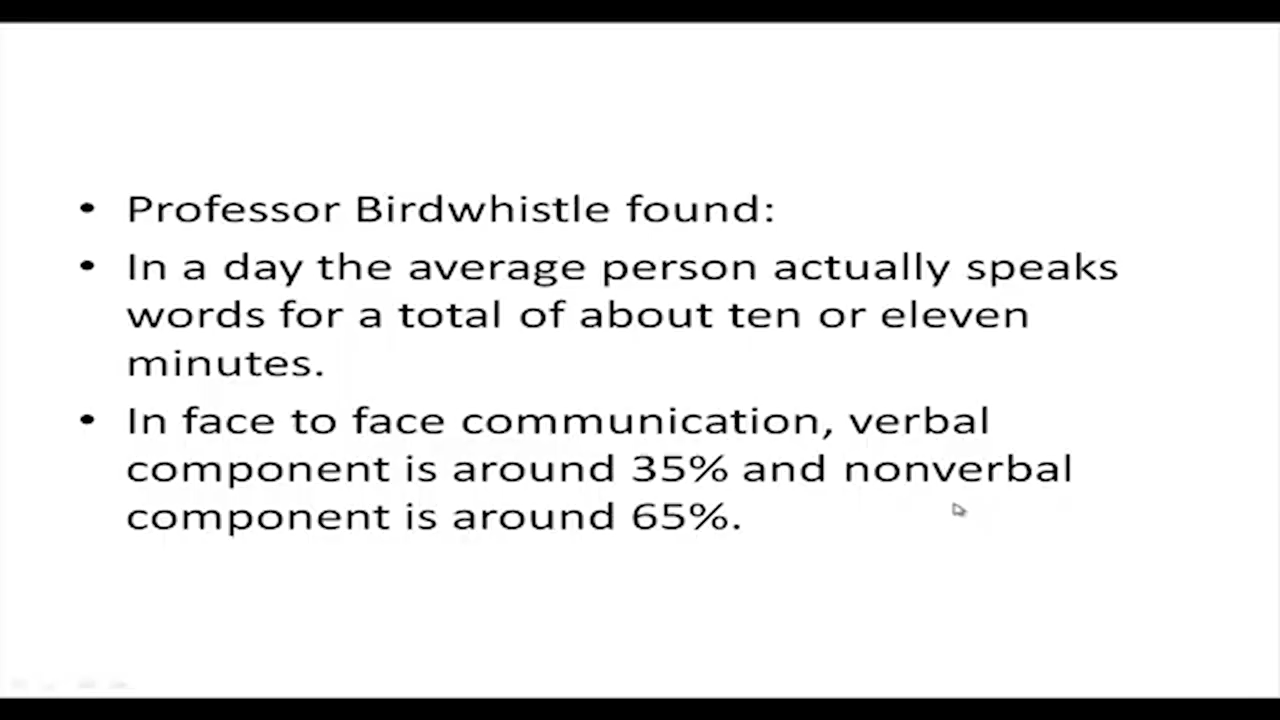 • Professor Birdwhistle found:
• In a day the average person actually speaks
words for a total of about ten or eleven
minutes.
• In face to face communication, verbal
component is around 35% and nonverbal
component is around 65%.